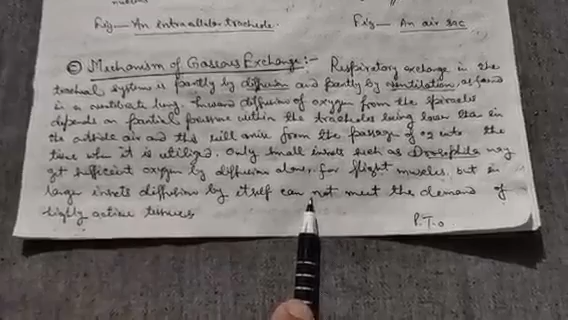 Fig— An intracellular tracheole.
Fig— An air sac
Mechanism of Gaseous Exchange:- Respiratory exchange in the
tracheal system is partly by diffusion and partly by ventilation as found
in a vertebrate lung. Inward diffusion of oxygen from the spiracles
depends on partial pressure within the tracheoles being lower than in
the outside air and this will arise from the passage of O2 into the
tissue when it is utilized. Only small insects such as Drosophila may
get sufficient oxygen by diffusion alone, for flight muscles, but in
larger insects diffusion by itself can not meet the demand of
highly active tissues
P.T.O